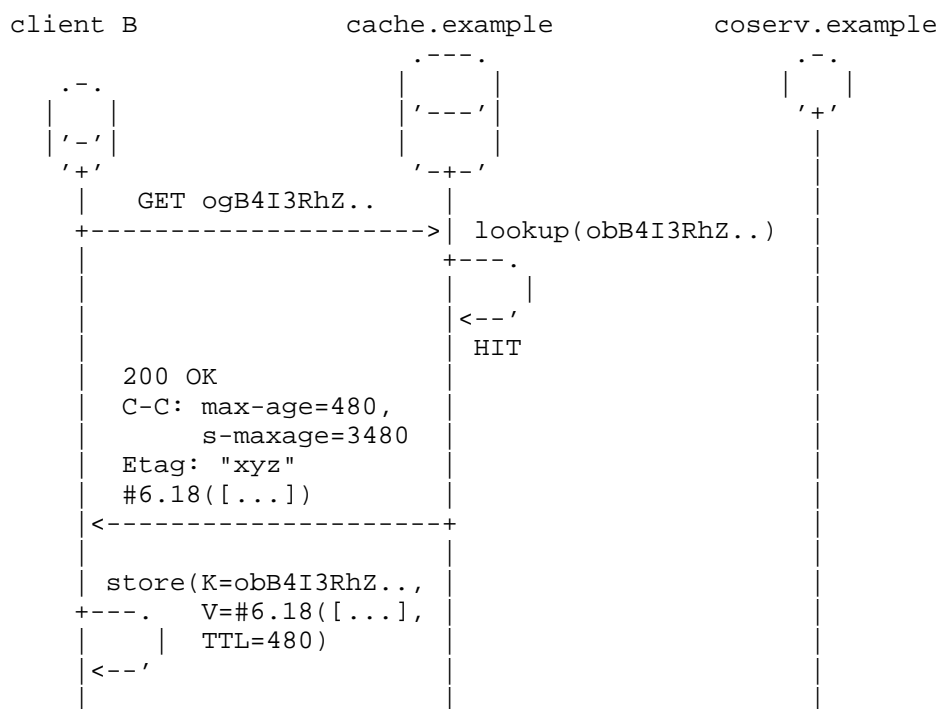 client B cache.example coserv.example
GET ogB4I3RhZ..
lookup(obB4I3RhZ..)
HIT
200 OK
C-C: max-age=480,
s-maxage=3480
Etag: "xyz"
#6.18([...])
store(K=obB4I3RhZ..,
V=#6.18([...],
TTL=480)